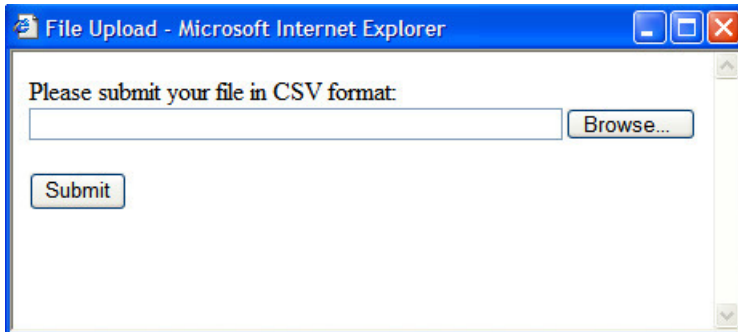 File Upload - Microsoft Internet Explorer
Please submit your file in CSV format:
Browse...
Submit